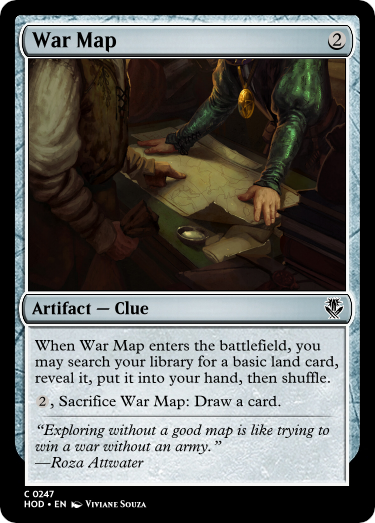 War Map 2
Artifact — Clue
When War Map enters the battlefield, you
may search your library for a basic land card,
reveal it, put it into your hand, then shuffle.
2, Sacrifice War Map: Draw a card.
“Exploring without a good map is like trying to
win a war without an army.”
—Roza Attwater
C 0247
HOD • EN Viviane Souza